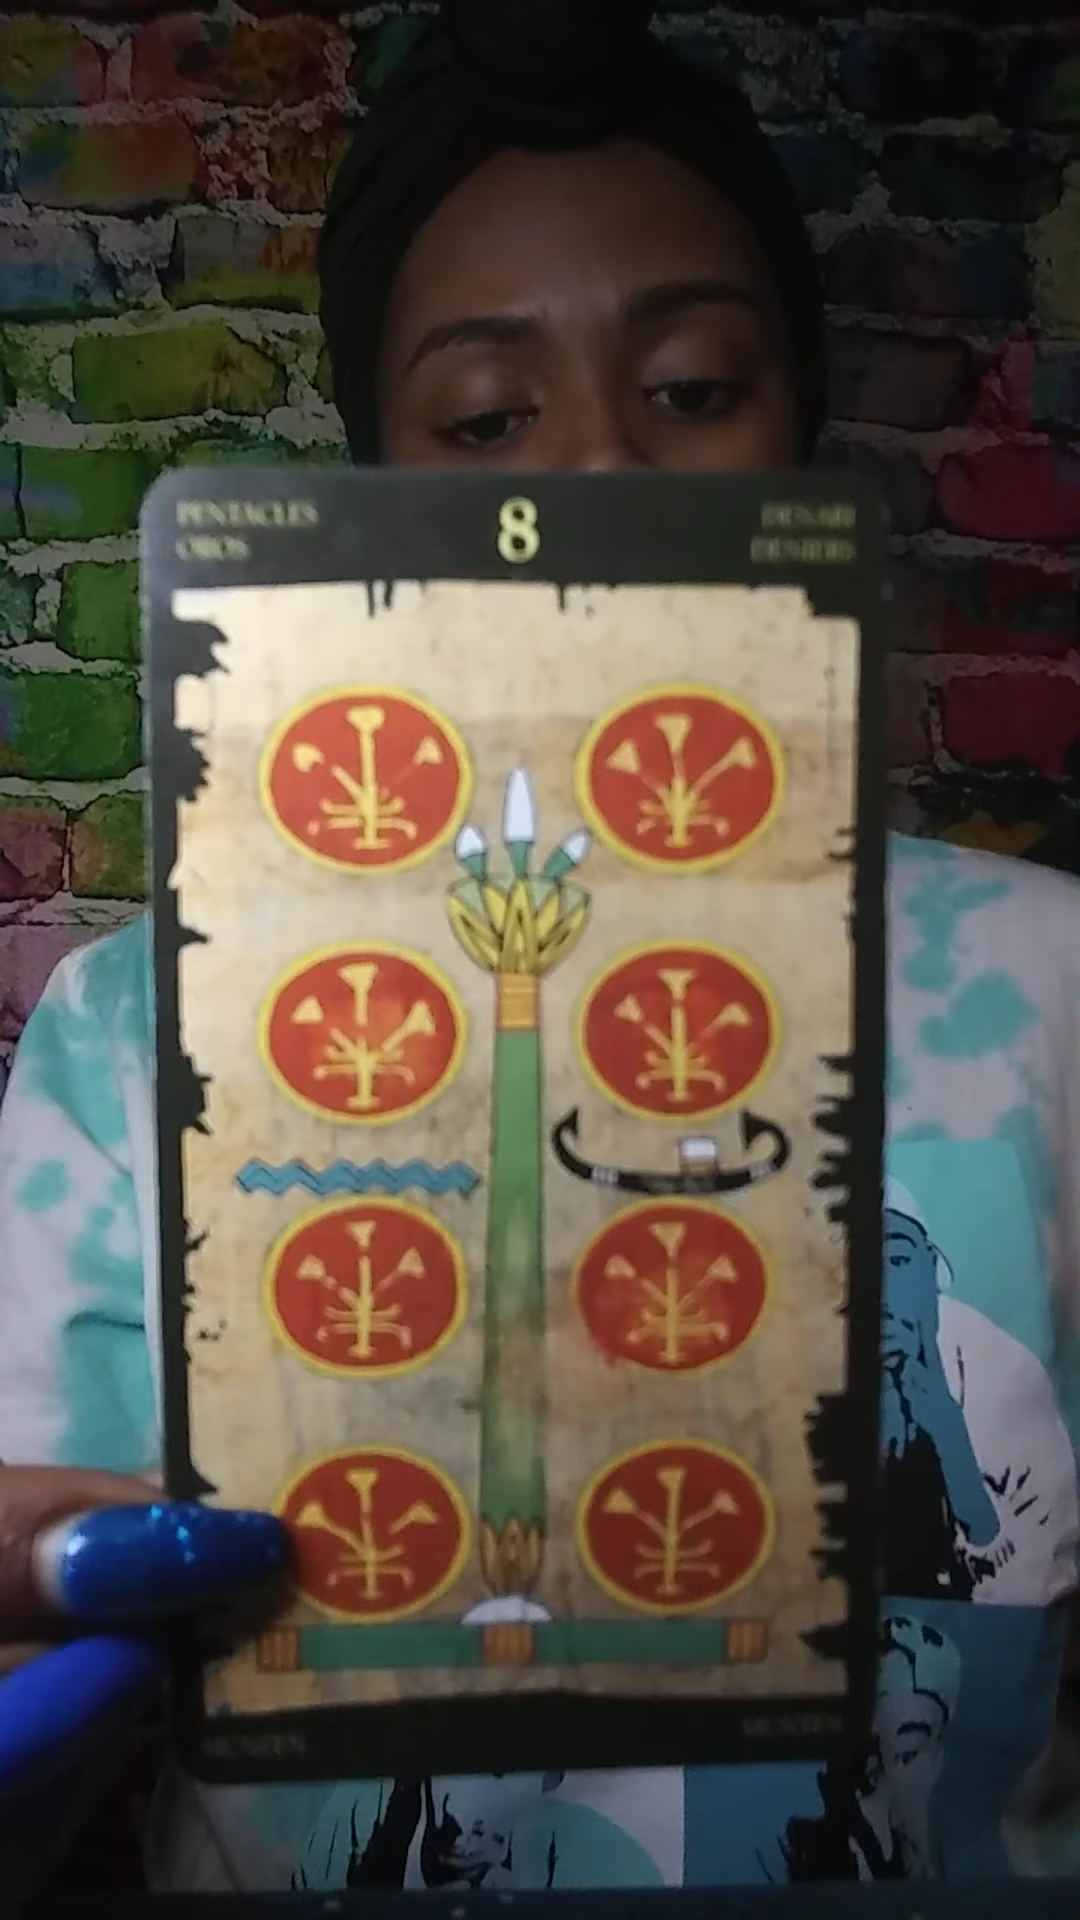 PENTACLES
OROS
8
DENARI
DENIERS
MUNZEN
MUNTEN